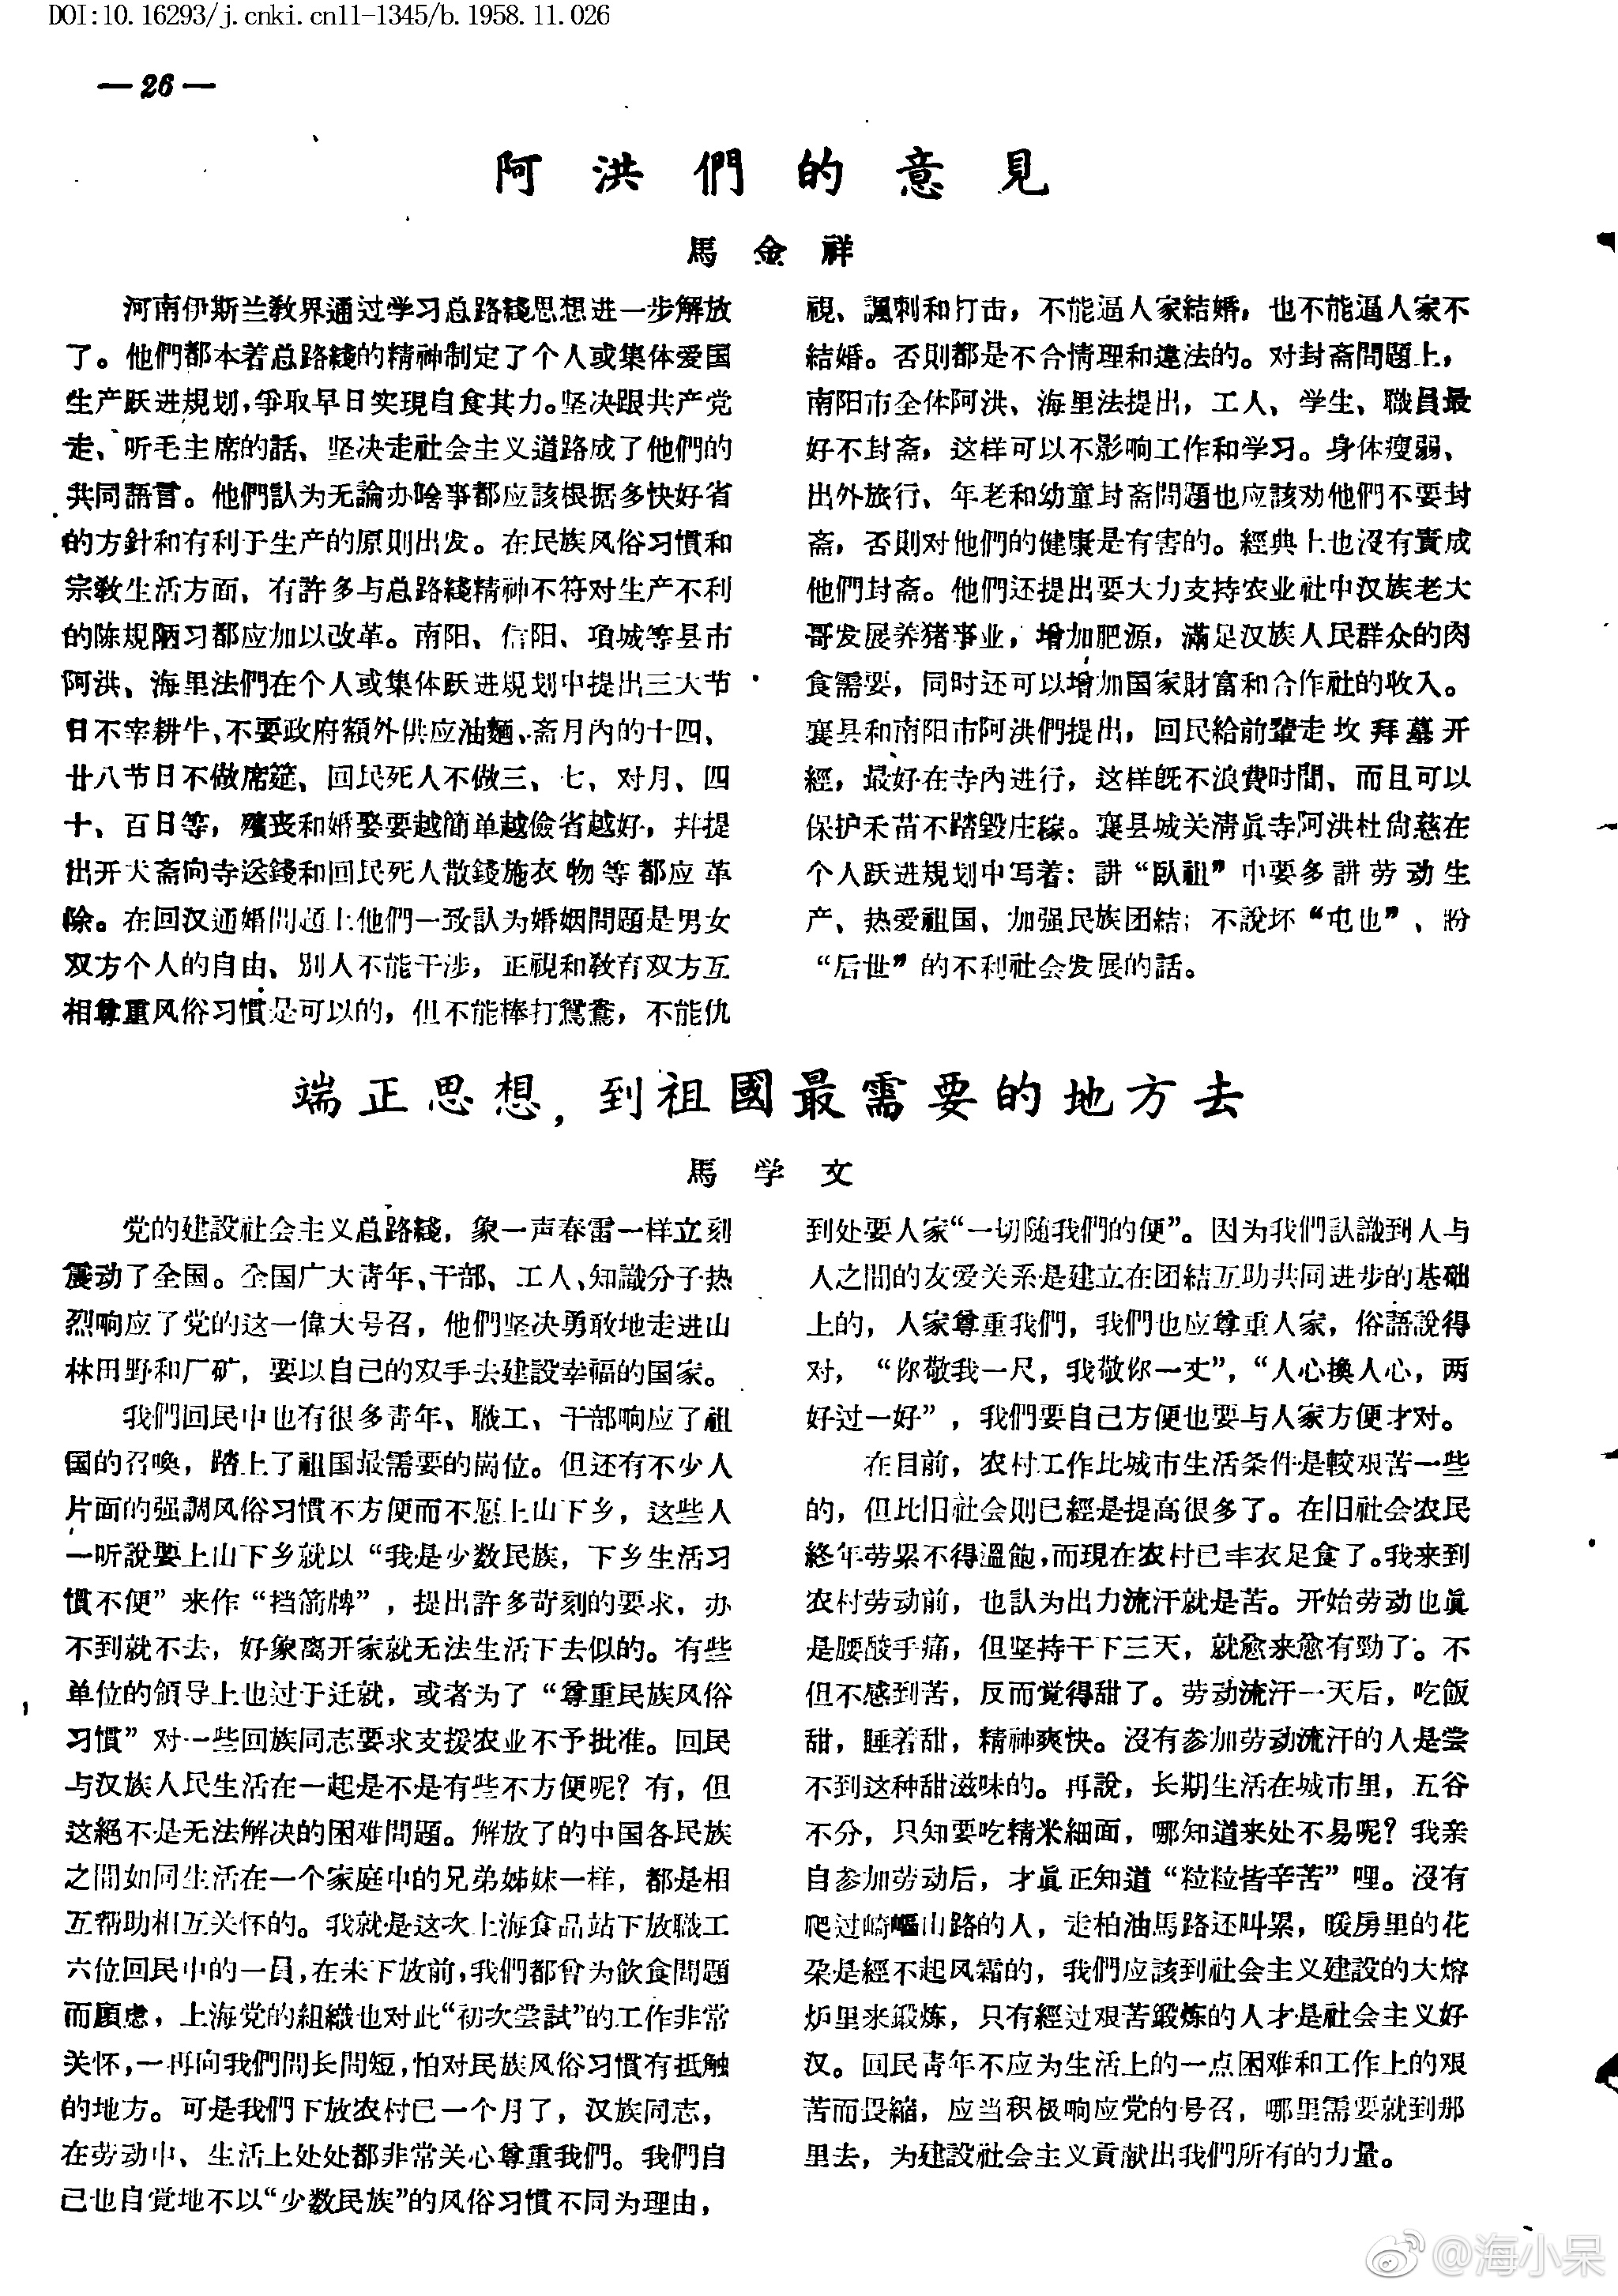 DOI:10.16293/j.cnki.cn11-1345/b.1958.11.026
— 26 —
阿洪們的意見
馬金祥
河南伊斯兰教界通过学习总路綫思想进一步解放
了。他們都本着总路綫的精神制定了个人或集体爱国
生产跃进规划，争取早日实现自食其力。坚决跟共产党
走、听毛主席的話、坚决走社会主义道路成了他們的
共同語言。他們訃为无論办啥事都应該根据多快好省
的方針和有利于生产的原則出发。在民族风俗习慣和
宗教生活方面、有許多与总路綫精神不符对生产不利
的陈规陋习都应加以改革。南阳、信阳、項城等县市
阿洪、海里法們在个人或集体跃进规划中提出三大节
日不宰耕牛、不要政府額外供应油麵、斋月内的十四、
廿八节日不做席筵、回民死人不做三、七、对月、四
十、百日等，殯丧和婚娶要越簡单越儉省越好，并提
出开大斋向寺送錢和回民死人散錢施衣物等都应革
除。在回汉通婚問題上他們一致訃为婚姻問題是男女
双方个人的自由、別人不能干涉，正視和教育双方互
相尊重风俗习慣是可以的，但不能棒打鴛鴦，不能仇
視、諷刺和打击，不能逼人家結婚，也不能逼人家不
結婚。否則都是不合情理和違法的。对封斋問題上，
南阳市全体阿洪、海里法提出，工人、学生、職員最
好不封斋，这样可以不影响工作和学习。身体瘦弱、
出外旅行、年老和幼童封斋問題也应該劝他們不要封
斋，否則对他們的健康是有害的。經典上也沒有責成
他們封斋。他們还提出要大力支持农业社中汉族老大
哥发展养猪事业，增加肥源，滿足汉族人民群众的肉
食需要，同时还可以增加国家財富和合作社的收入。
襄县和南阳市阿洪們提出，回民給前輩走坟拜墓开
經，最好在寺内进行，这样旣不浪費时間、而且可以
保护禾苗不踏毀庄稼。襄县城关清眞寺阿洪杜尙慈在
个人跃进规划中写着：講“臥祖”中要多講劳动生
产、热爱祖国、加强民族团結；不說坏“屯也”、盼
“后世”的不利社会发展的話。
端正思想，到祖國最需要的地方去
馬学文
党的建設社会主义总路綫，象一声春雷一样立刻
震动了全国。全国广大青年、干部、工人、知識分子热
烈响应了党的这一偉大号召，他們坚决勇敢地走进山
林田野和厂矿，要以自己的双手去建設幸福的国家。
我們回民中也有很多青年、職工、干部响应了祖
国的召喚，踏上了祖国最需要的崗位。但还有不少人
片面的强調风俗习慣不方便而不愿上山下乡，这些人
一听說要上山下乡就以“我是少数民族，下乡生活习
慣不便”来作“挡箭牌”，提出許多苛刻的要求，办
不到就不去，好象离开家就无法生活下去似的。有些
单位的領导上也过于迁就，或者为了“尊重民族风俗
习慣”对一些回族同志要求支援农业不予批准。回民
与汉族人民生活在一起是不是有些不方便呢？有，但
这絕不是无法解决的困难問題。解放了的中国各民族
之間如同生活在一个家庭中的兄弟姊妹一样，都是相
互帮助相互关怀的。我就是这次上海食品站下放職工
六位回民中的一員，在未下放前，我們都曾为飲食問題
而顧虑，上海党的組織也对此“初次尝試”的工作非常
关怀，一再向我們問长問短，怕对民族风俗习慣有抵触
的地方。可是我們下放农村已一个月了，汉族同志，
在劳动中、生活上处处都非常关心尊重我們。我們自
己也自觉地不以“少数民族”的风俗习慣不同为理由，
到处要人家“一切随我們的便”。因为我們訃識到人与
人之間的友爱关系是建立在团結互助共同进步的基础
上的，人家尊重我們，我們也应尊重人家，俗語說得
对，“你敬我一尺，我敬你一丈”，“人心換人心，两
好过一好”，我們要自己方便也要与人家方便才对。
在目前，农村工作比城市生活条件是較艰苦一些
的，但比旧社会則已經是提高很多了。在旧社会农民
終年劳累不得溫飽，而現在农村已丰衣足食了。我来到
农村劳动前，也訃为出力流汗就是苦。开始劳动也眞
是腰酸手痛，但坚持干下三天，就愈来愈有勁了。不
但不感到苦，反而觉得甜了。劳动流汗一天后，吃飯
甜，睡着甜，精神爽快。沒有参加劳动流汗的人是尝
不到这种甜滋味的。再說，长期生活在城市里，五谷
不分，只知要吃精米細面，哪知道来处不易呢？我亲
自参加劳动后，才眞正知道“粒粒皆辛苦”哩。沒有
爬过崎嶇山路的人，走柏油馬路还叫累，暖房里的花
朶是經不起风霜的，我們应該到社会主义建設的大熔
炉里来鍛炼，只有經过艰苦鍛炼的人才是社会主义好
汉。回民青年不应为生活上的一点困难和工作上的艰
苦而畏縮，应当积极响应党的号召，哪里需要就到那
里去，为建設社会主义貢献出我們所有的力量。
@海小呆